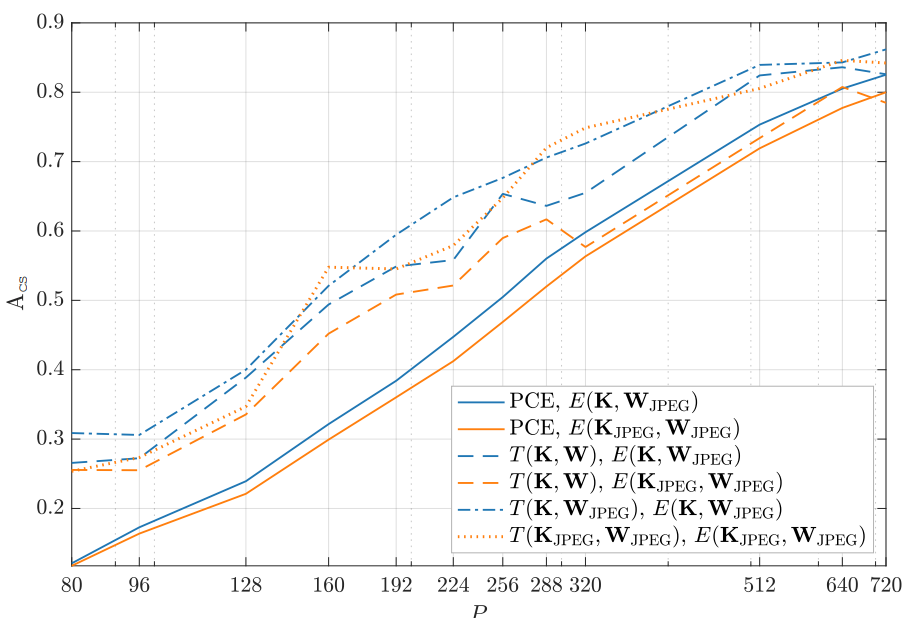 0.9
0.8
0.7
0.6
0.5
0.4
0.3
0.2
A_cs
PCE, E(K, W_JPEG)
PCE, E(K_JPEG, W_JPEG)
T(K, W), E(K, W_JPEG)
T(K, W), E(K_JPEG, W_JPEG)
T(K, W_JPEG), E(K, W_JPEG)
T(K_JPEG, W_JPEG), E(K_JPEG, W_JPEG)
80 96 128 160 192 224 256 288 320 512 640 720
P